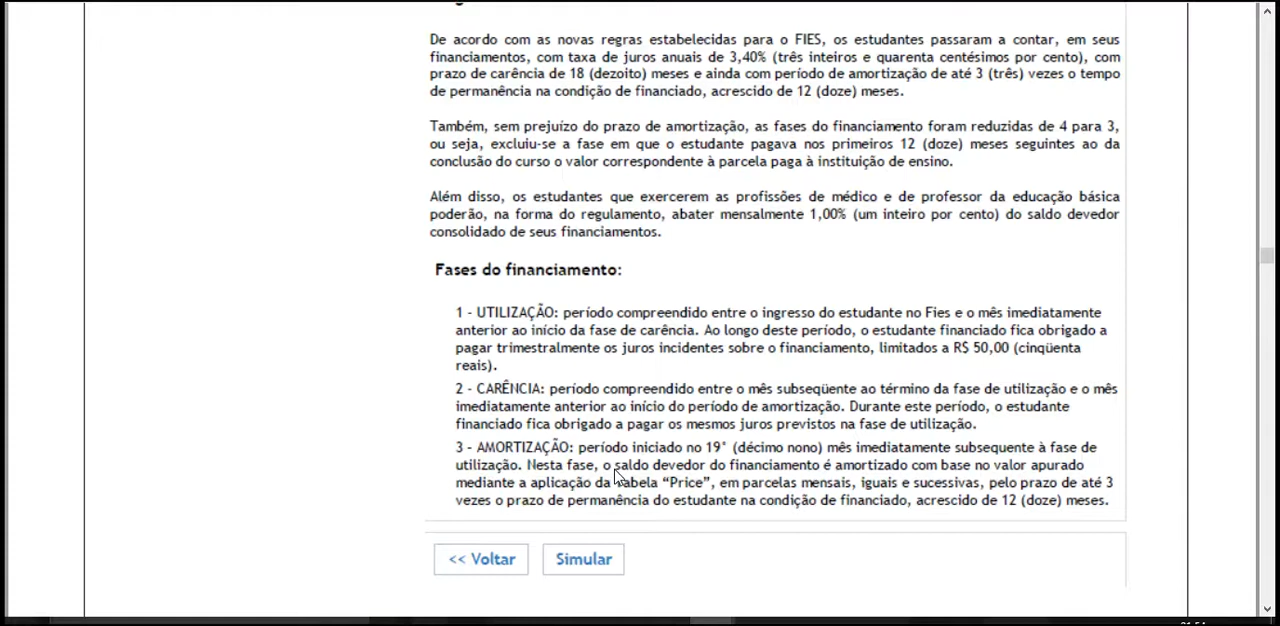 De acordo com as novas regras estabelecidas para o FIES, os estudantes passaram a contar, em seus
financiamentos, com taxa de juros anuais de 3,40% (três inteiros e quarenta centésimos por cento), com
prazo de carência de 18 (dezoito) meses e ainda com período de amortização de até 3 (três) vezes o tempo
de permanência na condição de financiado, acrescido de 12 (doze) meses.
Também, sem prejuízo do prazo de amortização, as fases do financiamento foram reduzidas de 4 para 3,
ou seja, excluiu-se a fase em que o estudante pagava nos primeiros 12 (doze) meses seguintes ao da
conclusão do curso o valor correspondente à parcela paga à instituição de ensino.
Além disso, os estudantes que exercerem as profissões de médico e de professor da educação básica
poderão, na forma do regulamento, abater mensalmente 1,00% (um inteiro por cento) do saldo devedor
consolidado de seus financiamentos.
Fases do financiamento:
1 - UTILIZAÇÃO: período compreendido entre o ingresso do estudante no Fies e o mês imediatamente
anterior ao início da fase de carência. Ao longo deste período, o estudante financiado fica obrigado a
pagar trimestralmente os juros incidentes sobre o financiamento, limitados a R$ 50,00 (cinqüenta
reais).
2 - CARÊNCIA: período compreendido entre o mês subseqüente ao término da fase de utilização e o mês
imediatamente anterior ao início do período de amortização. Durante este período, o estudante
financiado fica obrigado a pagar os mesmos juros previstos na fase de utilização.
3 - AMORTIZAÇÃO: período iniciado no 19° (décimo nono) mês imediatamente subsequente à fase de
utilização. Nesta fase, o saldo devedor do financiamento é amortizado com base no valor apurado
mediante a aplicação da Tabela “Price”, em parcelas mensais, iguais e sucessivas, pelo prazo de até 3
vezes o prazo de permanência do estudante na condição de financiado, acrescido de 12 (doze) meses.
<< Voltar
Simular